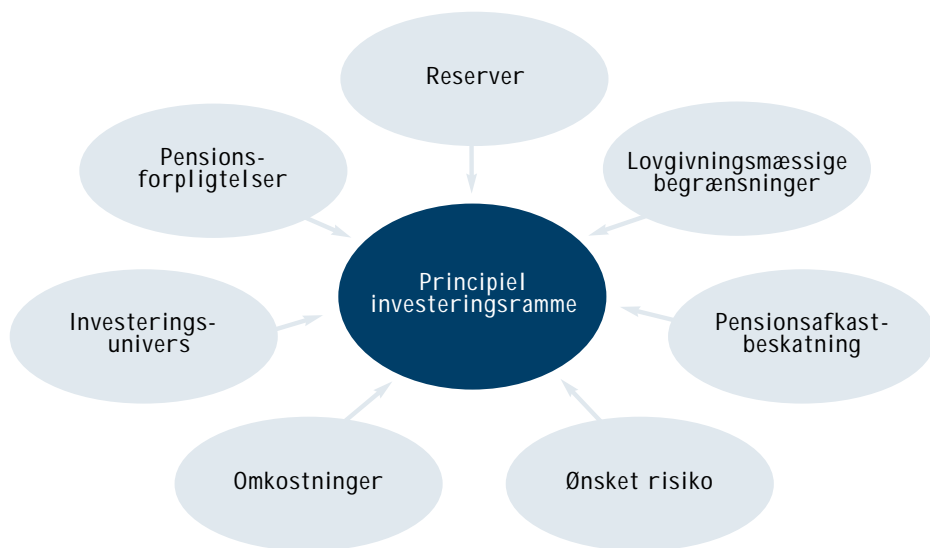 Reserver
Pensions-
forpligtelser
Lovgivningsmæssige
begrænsninger
Principiel
investeringsramme
Investerings-
univers
Pensionsafkast-
beskatning
Omkostninger
Ønsket risiko